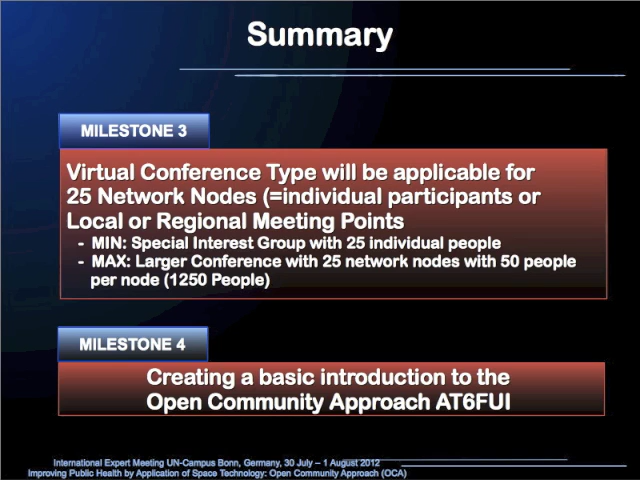 Summary
MILESTONE 3
Virtual Conference Type will be applicable for
25 Network Nodes (=individual participants or
Local or Regional Meeting Points
- MIN: Special Interest Group with 25 individual people
- MAX: Larger Conference with 25 network nodes with 50 people
per node (1250 People)
MILESTONE 4
Creating a basic introduction to the
Open Community Approach AT6FUI
International Expert Meeting UN-Campus Bonn, Germany, 30 July – 1 August 2012
Improving Public Health by Application of Space Technology: Open Community Approach (OCA)